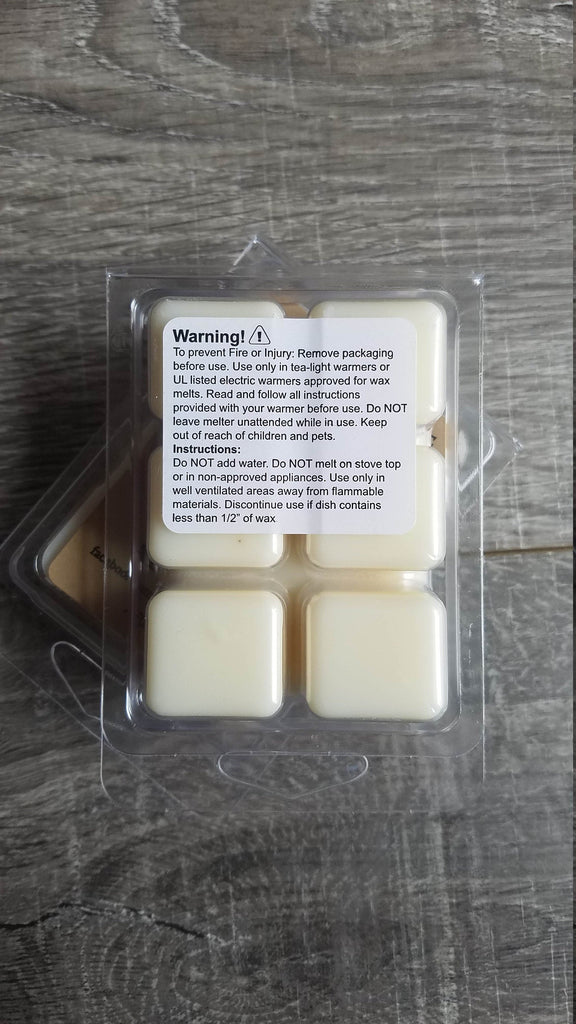 Warning!
To prevent Fire or Injury: Remove packaging
before use. Use only in tea-light warmers or
UL listed electric warmers approved for wax
melts. Read and follow all instructions
provided with your warmer before use. Do NOT
leave melter unattended while in use. Keep
out of reach of children and pets.
Instructions:
Do NOT add water. Do NOT melt on stove top
or in non-approved appliances. Use only in
well ventilated areas away from flammable
materials. Discontinue use if dish contains
less than 1/2" of wax